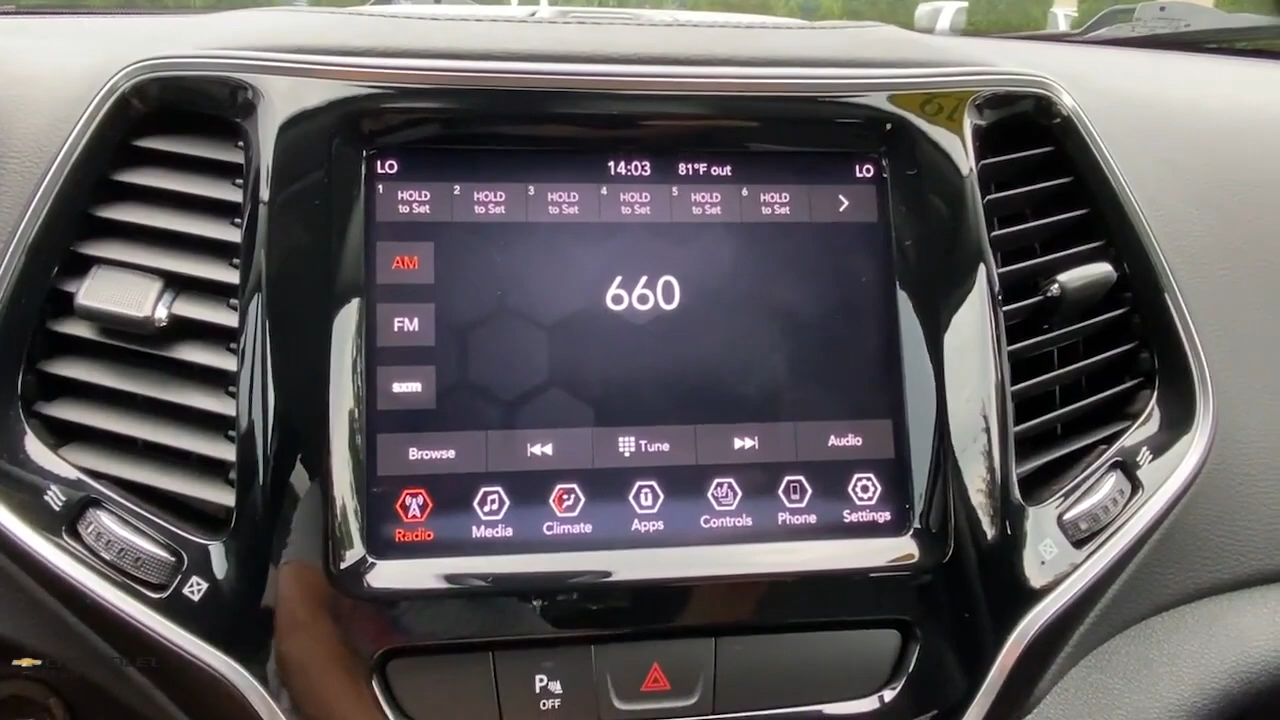 LO 14:03 81°F out LO
1 HOLD to Set
2 HOLD to Set
3 HOLD to Set
4 HOLD to Set
5 HOLD to Set
6 HOLD to Set
AM
660
FM
sxm
Browse Tune Audio
Radio Media Climate Apps Controls Phone Settings
P
OFF
CHEVROLET